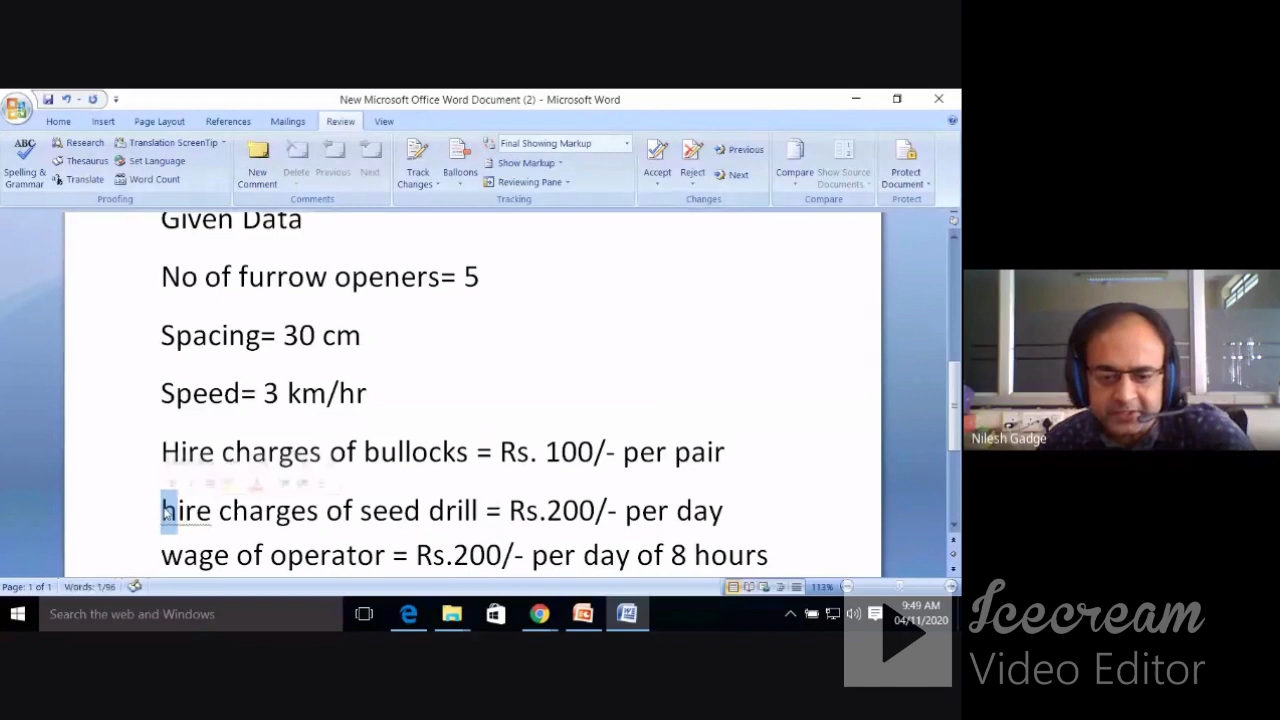 New Microsoft Office Word Document (2) - Microsoft Word
Home Insert Page Layout References Mailings Review View
ABC
Spelling & Grammar
Research
Thesaurus
Translate
Translation ScreenTip
Set Language
Word Count
Proofing
New Comment
Delete
Previous
Next
Comments
Track Changes
Balloons
Final Showing Markup
Show Markup
Reviewing Pane
Tracking
Accept
Reject
Previous
Next
Changes
Compare
Show Source Documents
Compare
Protect Document
Protect
Given Data
No of furrow openers= 5
Spacing= 30 cm
Speed= 3 km/hr
Hire charges of bullocks = Rs. 100/- per pair
hire charges of seed drill = Rs.200/- per day
wage of operator = Rs.200/- per day of 8 hours
Nilesh Gadge
Page: 1 of 1 Words: 1/96
113%
Search the web and Windows
9:49 AM
04/11/2020
Icecream
Video Editor